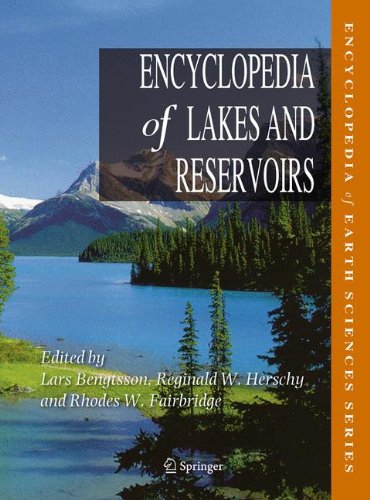 ENCYCLOPEDIA
of LAKES AND
RESERVOIRS
Edited by
Lars Bengtsson, Reginald W. Herschy
and Rhodes W. Fairbridge
Springer
ENCYCLOPEDIA of EARTH SCIENCES SERIES